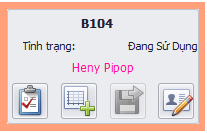 B104
Tình trạng: Đang Sử Dụng
Heny Pipop